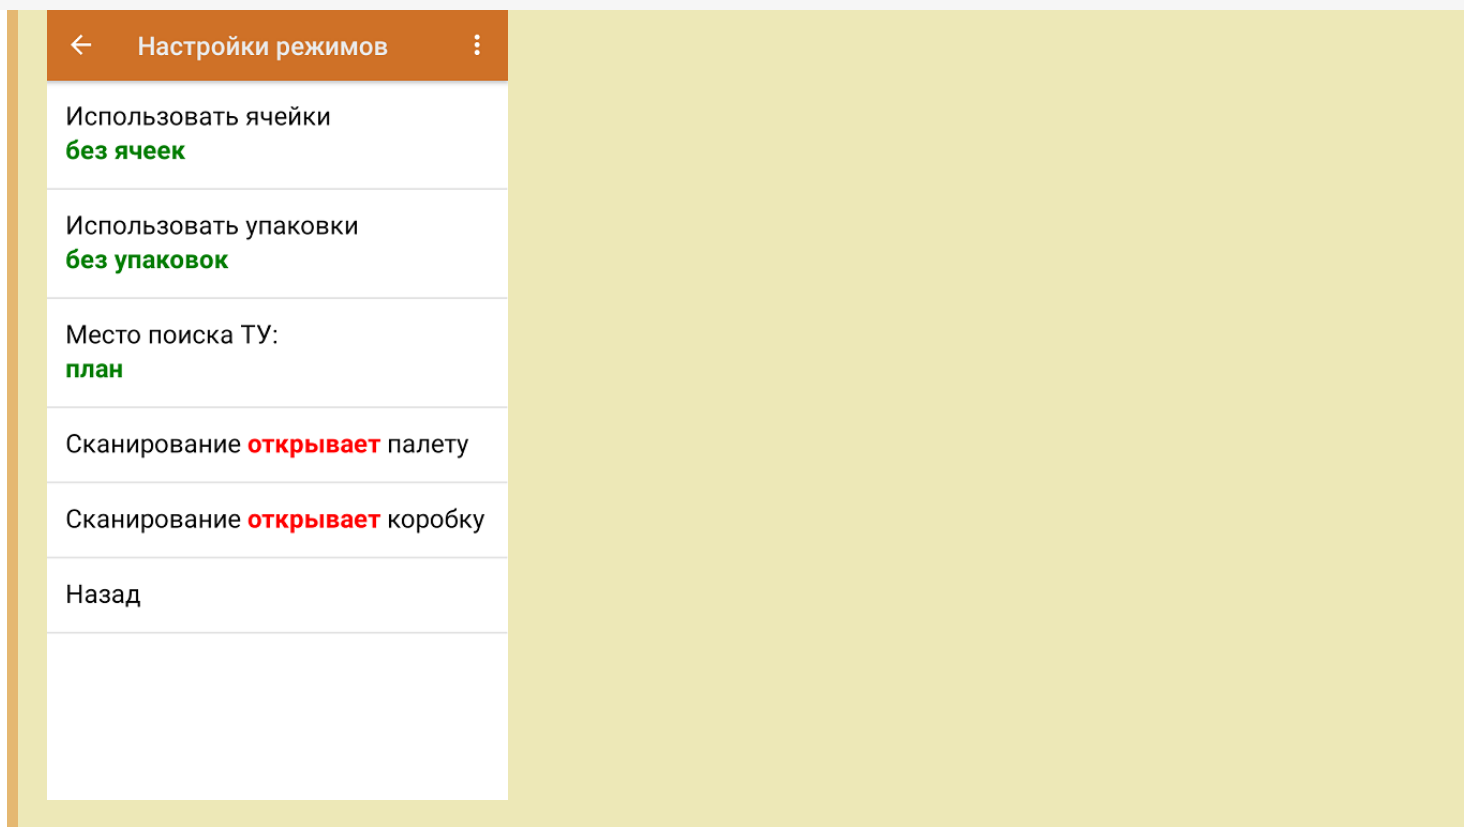 Настройки режимов
Использовать ячейки
без ячеек
Использовать упаковки
без упаковок
Место поиска ТУ:
план
Сканирование открывает палету
Сканирование открывает коробку
Назад